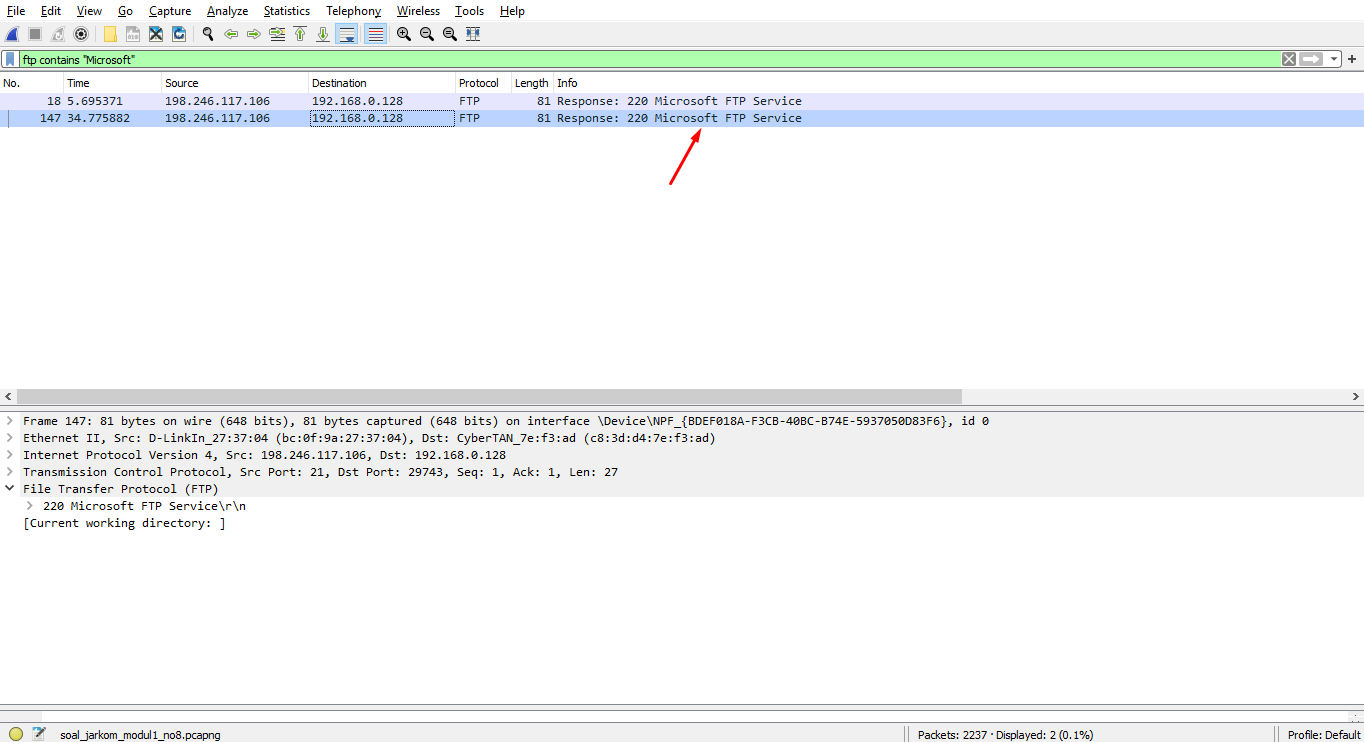 File Edit View Go Capture Analyze Statistics Telephony Wireless Tools Help
ftp contains "Microsoft"
No. Time Source Destination Protocol Length Info
18 5.695371 198.246.117.106 192.168.0.128 FTP 81 Response: 220 Microsoft FTP Service
147 34.775882 198.246.117.106 192.168.0.128 FTP 81 Response: 220 Microsoft FTP Service
Frame 147: 81 bytes on wire (648 bits), 81 bytes captured (648 bits) on interface \Device\NPF_{BDEF018A-F3CB-40BC-B74E-5937050D83F6}, id 0
Ethernet II, Src: D-LinkIn_27:37:04 (bc:0f:9a:27:37:04), Dst: CyberTAN_7e:f3:ad (c8:3d:d4:7e:f3:ad)
Internet Protocol Version 4, Src: 198.246.117.106, Dst: 192.168.0.128
Transmission Control Protocol, Src Port: 21, Dst Port: 29743, Seq: 1, Ack: 1, Len: 27
File Transfer Protocol (FTP)
220 Microsoft FTP Service\r\n
[Current working directory: ]
soal_jarkom_modul1_no8.pcapng Packets: 2237 · Displayed: 2 (0.1%) Profile: Default